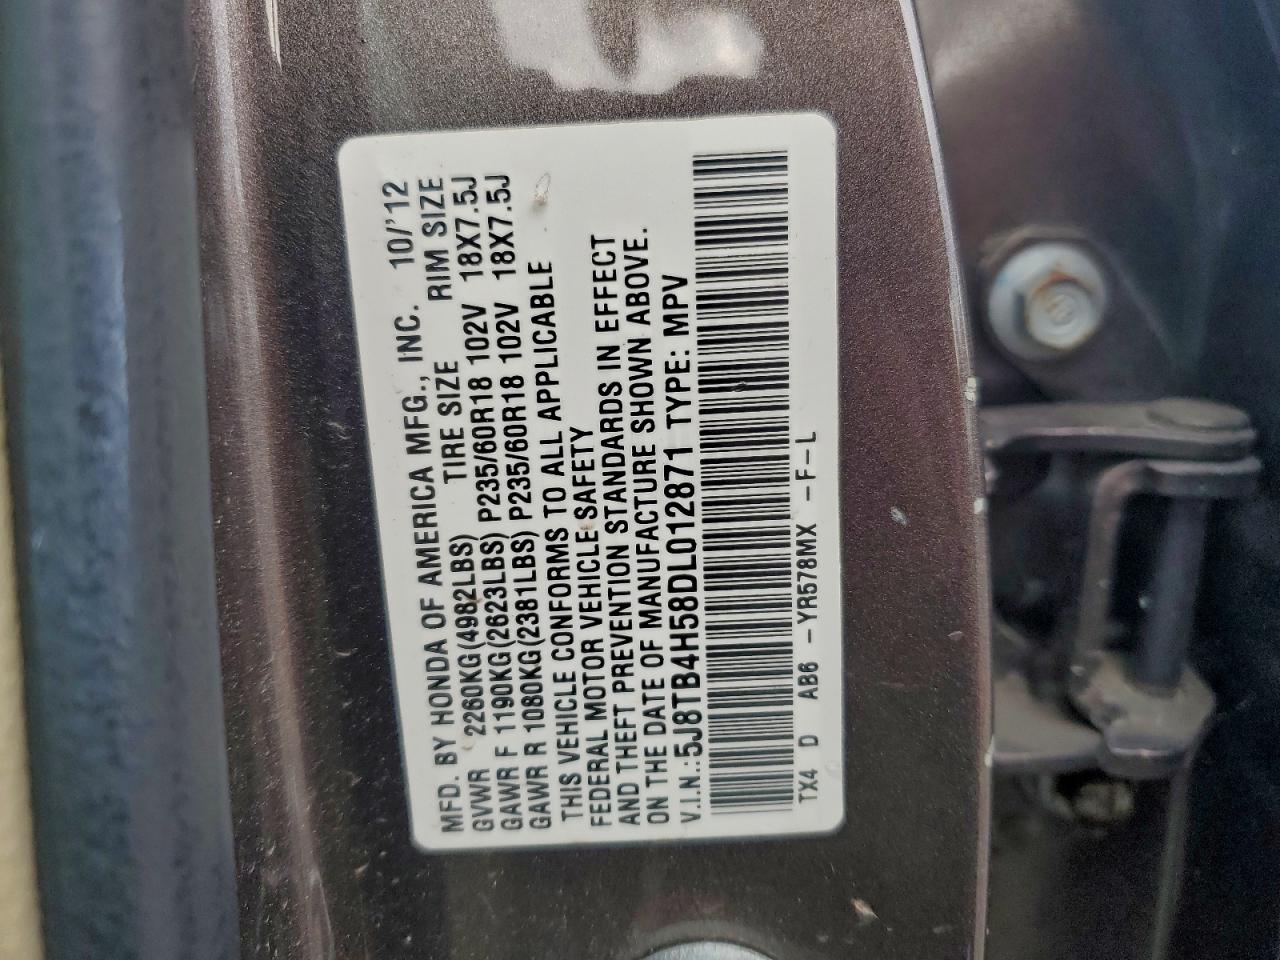 MFD. BY HONDA OF AMERICA MFG., INC. 10/'12
GVWR 2260KG(4982LBS) TIRE SIZE RIM SIZE
GAWR F 1190KG(2623LBS) P235/60R18 102V 18X7.5J
GAWR R 1080KG(2381LBS) P235/60R18 102V 18X7.5J
THIS VEHICLE CONFORMS TO ALL APPLICABLE
FEDERAL MOTOR VEHICLE SAFETY
AND THEFT PREVENTION STANDARDS IN EFFECT
ON THE DATE OF MANUFACTURE SHOWN ABOVE.
V.I.N.:5J8TB4H58DL012871 TYPE: MPV
TX4 D AB6 -YR578MX -F-L